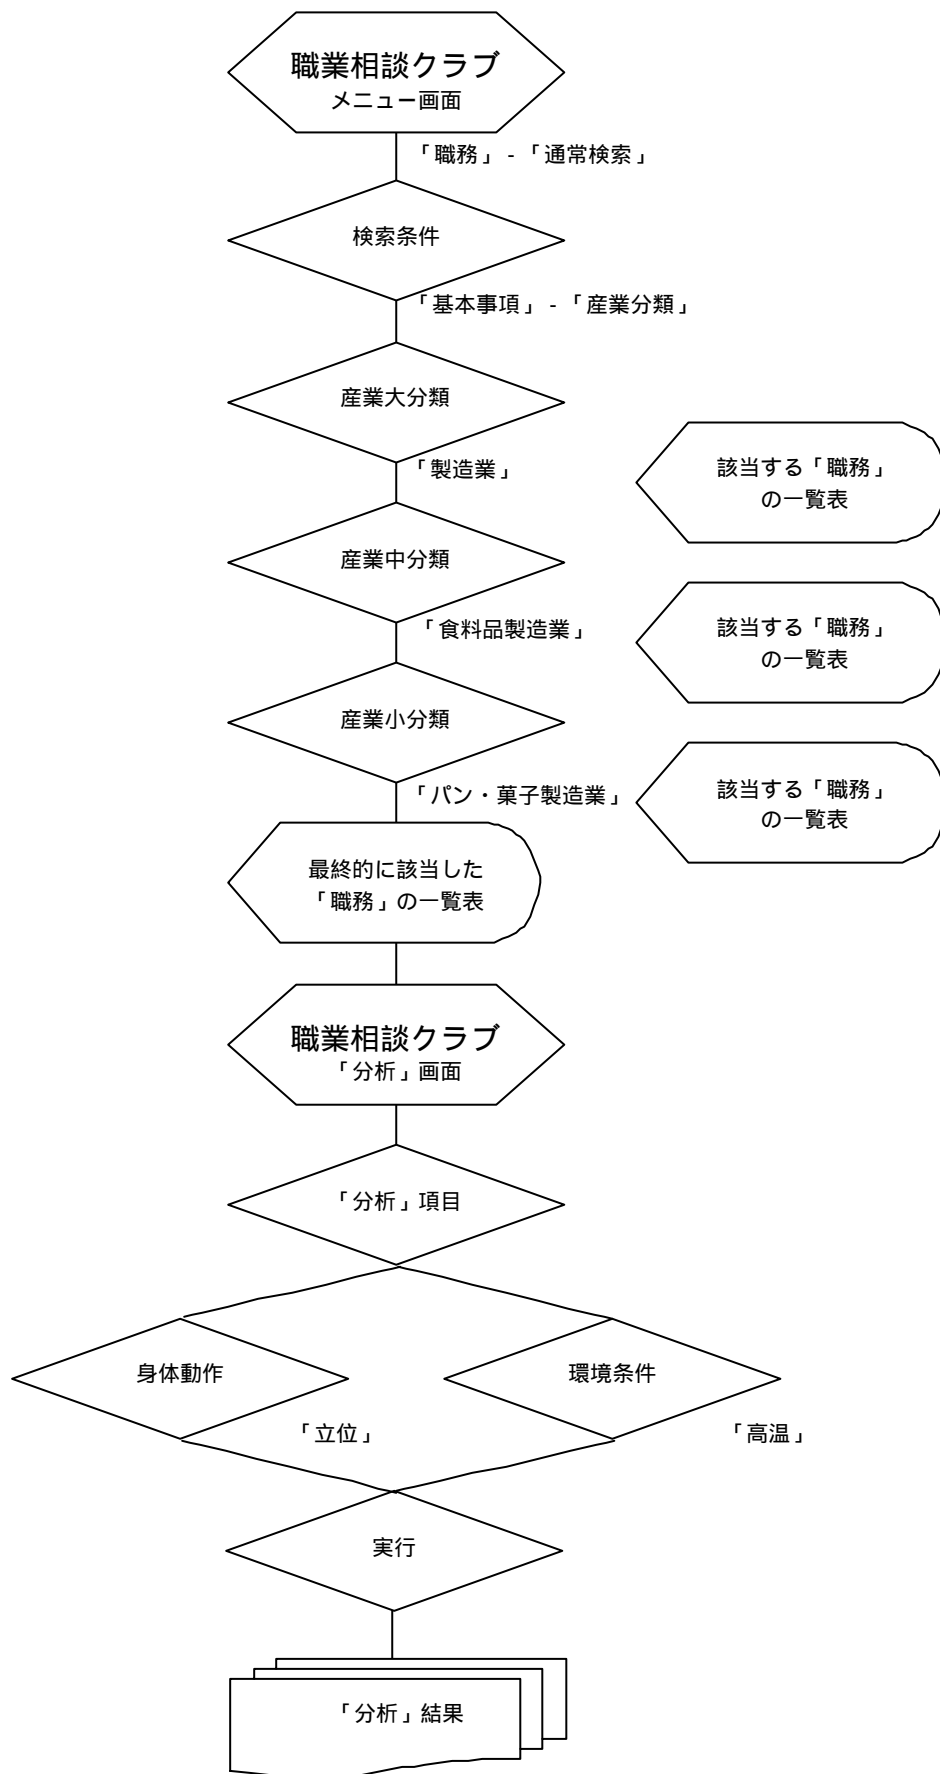 職業相談クラブ
メニュー画面
「職務」-「通常検索」
検索条件
「基本事項」-「産業分類」
産業大分類
「製造業」
該当する「職務」
の一覧表
産業中分類
「食料品製造業」
該当する「職務」
の一覧表
産業小分類
「パン・菓子製造業」
該当する「職務」
の一覧表
最終的に該当した
「職務」の一覧表
職業相談クラブ
「分析」画面
「分析」項目
身体動作
環境条件
「立位」
「高温」
実行
「分析」結果